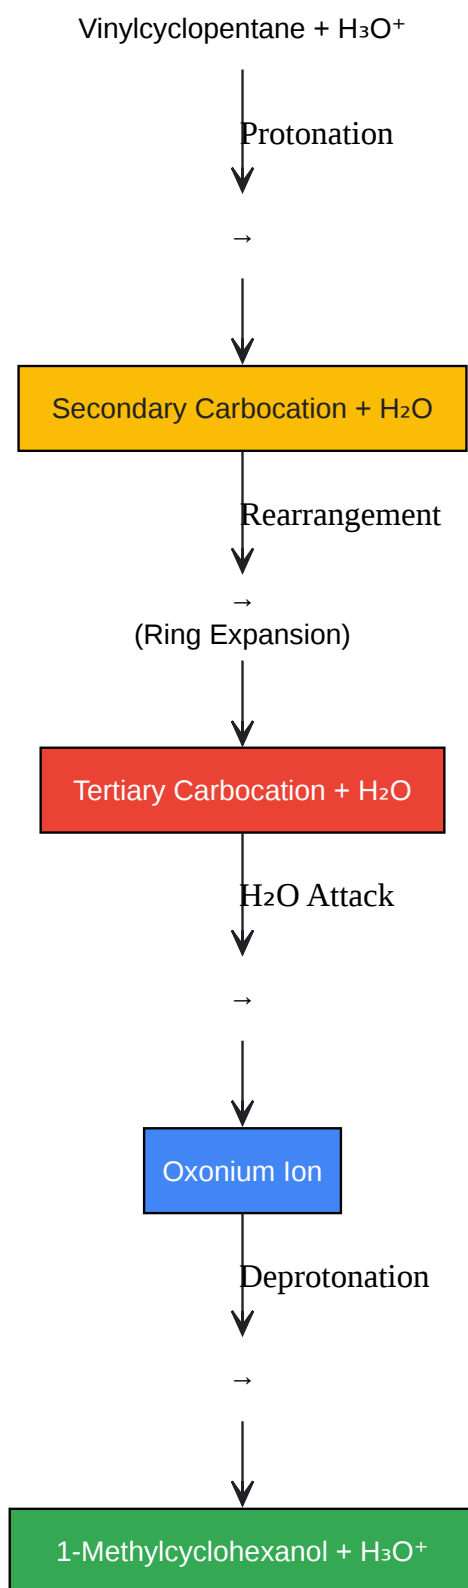 Vinylcyclopentane + H₃O⁺
Protonation
→
Secondary Carbocation + H₂O
Rearrangement
→
(Ring Expansion)
Tertiary Carbocation + H₂O
H₂O Attack
→
Oxonium Ion
Deprotonation
→
1-Methylcyclohexanol + H₃O⁺